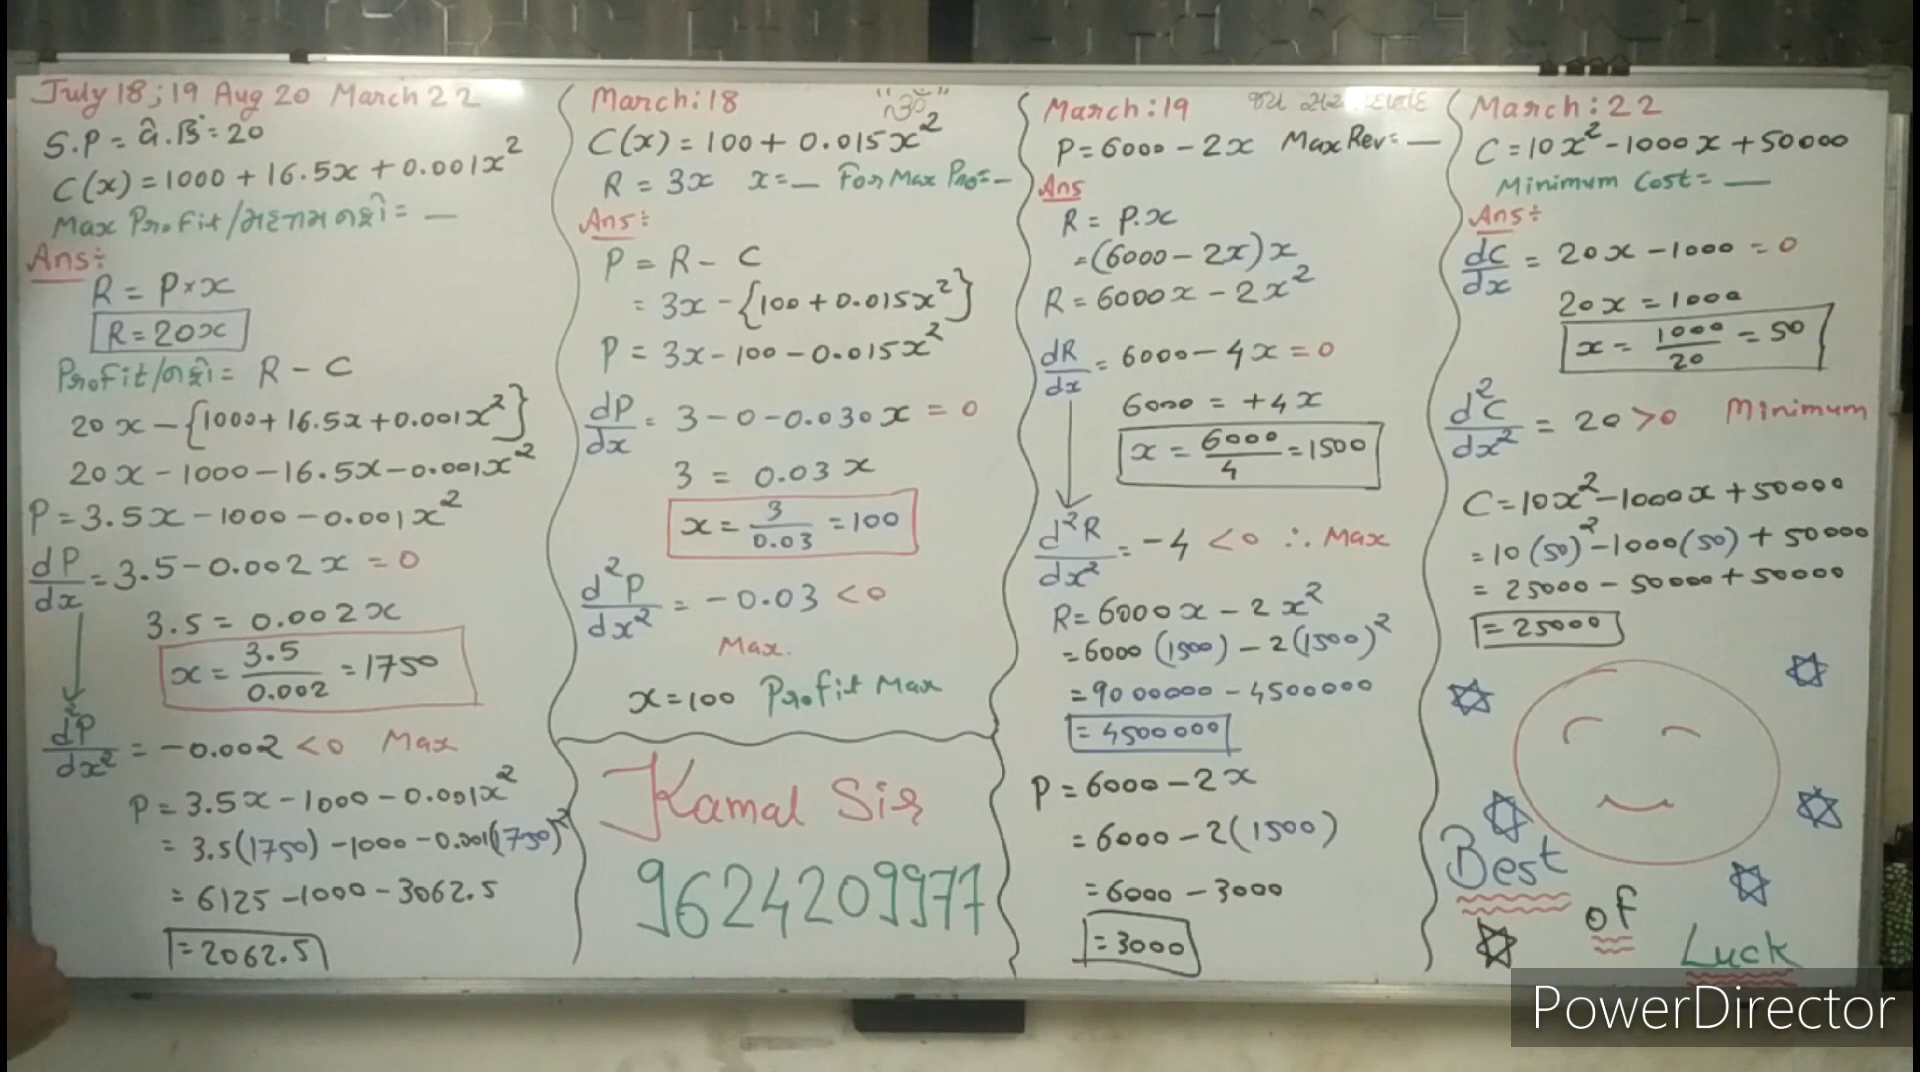 July 18; 19 Aug 20 March 22
S.P = વે.કિં = 20
C(x) = 1000 + 16.5x + 0.001x²
Max Profit/મહત્તમ નફો = —
Ans÷
R = P×x
R = 20x
Profit/નફો = R - C
20x - {1000 + 16.5x + 0.001x²}
20x - 1000 - 16.5x - 0.001x²
P = 3.5x - 1000 - 0.001x²
dP/dx = 3.5 - 0.002x = 0
3.5 = 0.002x
x = 3.5/0.002 = 1750
d²P/dx² = -0.002 < 0 Max
P = 3.5x - 1000 - 0.001x²
= 3.5(1750) - 1000 - 0.001(1750)²
= 6125 - 1000 - 3062.5
= 2062.5
March: 18
C(x) = 100 + 0.015x²
R = 3x x = — For Max Pro = —
Ans÷
P = R - C
= 3x - {100 + 0.015x²}
P = 3x - 100 - 0.015x²
dP/dx = 3 - 0 - 0.030x = 0
3 = 0.03x
x = 3/0.03 = 100
d²P/dx² = -0.03 < 0
Max.
x = 100 Profit Max
Kamal Sir
9624209977
March: 19
P = 6000 - 2x Max Rev = —
Ans
R = P.x
= (6000 - 2x)x
R = 6000x - 2x²
dR/dx = 6000 - 4x = 0
6000 = +4x
x = 6000/4 = 1500
d²R/dx² = -4 < 0 ∴ Max
R = 6000x - 2x²
= 6000(1500) - 2(1500)²
= 9000000 - 4500000
= 4500000
P = 6000 - 2x
= 6000 - 2(1500)
= 6000 - 3000
= 3000
March: 22
C = 10x² - 1000x + 50000
Minimum Cost = —
Ans÷
dC/dx = 20x - 1000 = 0
20x = 1000
x = 1000/20 = 50
d²C/dx² = 20 > 0 Minimum
C = 10x² - 1000x + 50000
= 10(50)² - 1000(50) + 50000
= 25000 - 50000 + 50000
= 25000
Best
of
Luck
PowerDirector